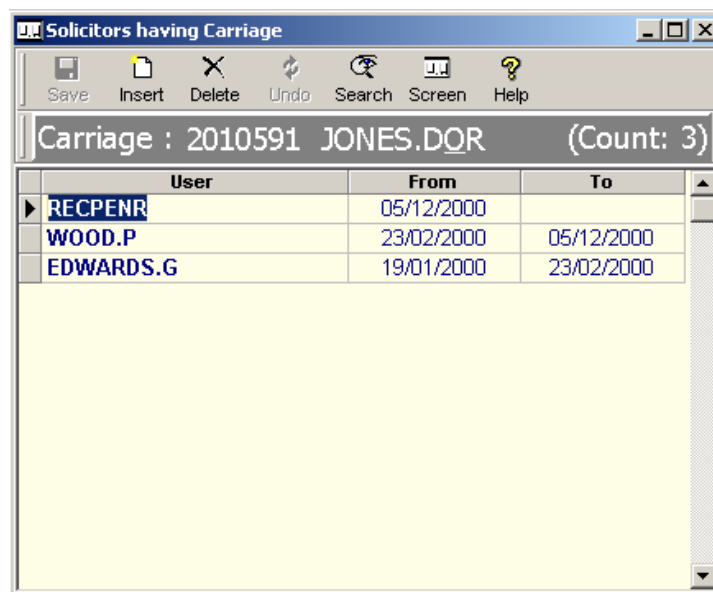 Solicitors having Carriage
Save Insert Delete Undo Search Screen Help
Carriage : 2010591 JONES.DOR (Count: 3)
User From To
RECPENR 05/12/2000
WOOD.P 23/02/2000 05/12/2000
EDWARDS.G 19/01/2000 23/02/2000